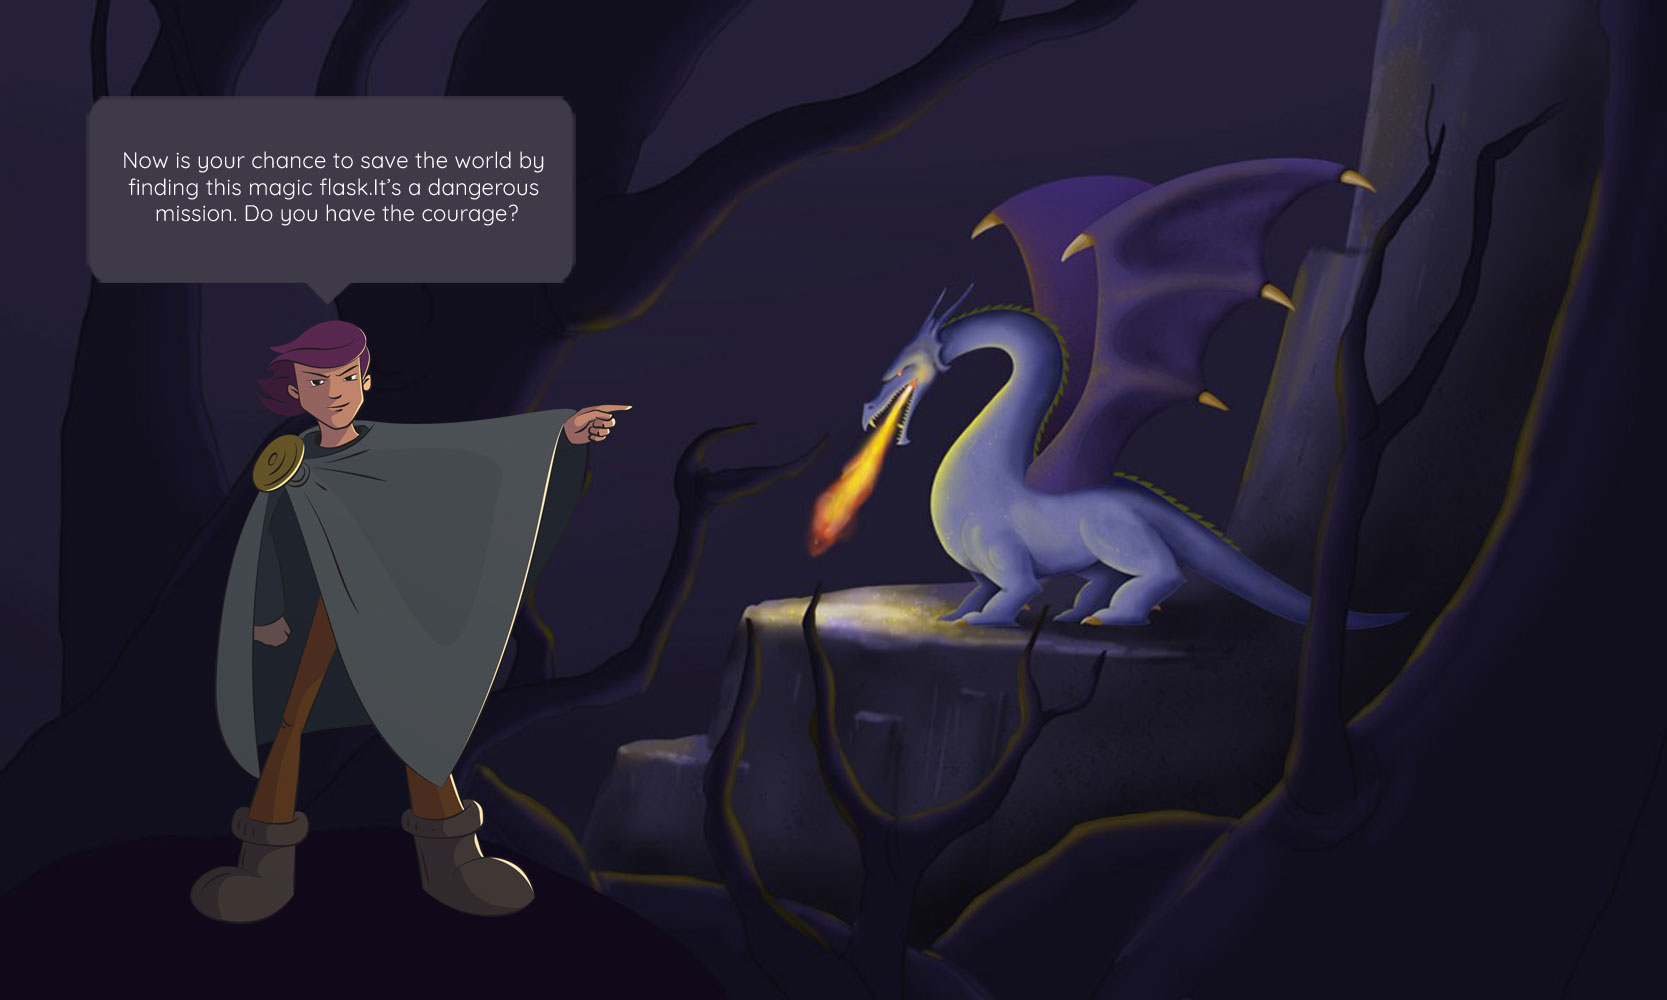 Now is your chance to save the world by
finding this magic flask.It’s a dangerous
mission. Do you have the courage?